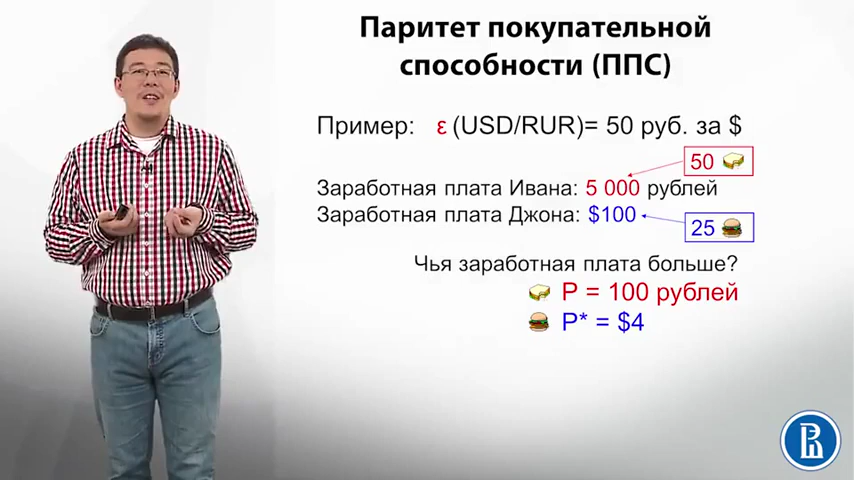 Паритет покупательной
способности (ППС)
Пример: ε (USD/RUR)= 50 руб. за $
50
Заработная плата Ивана: 5 000 рублей
Заработная плата Джона: $100
25
Чья заработная плата больше?
P = 100 рублей
P* = $4